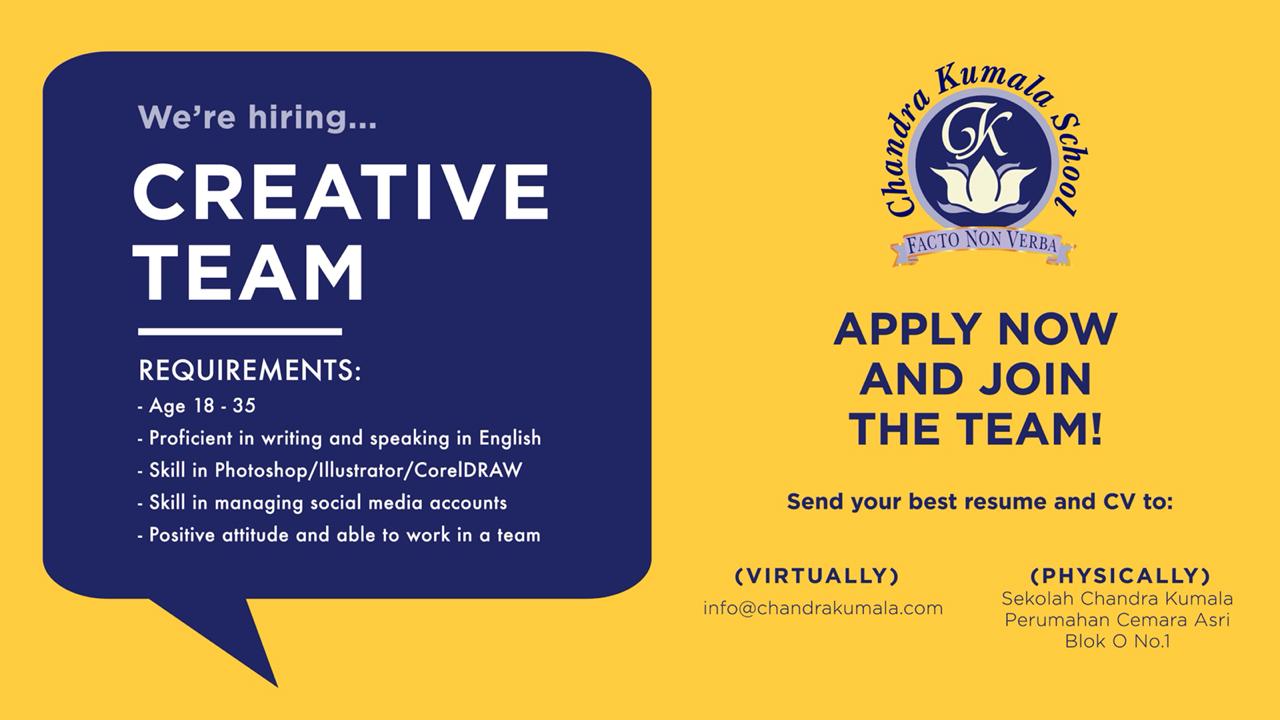 We're hiring...
CREATIVE
TEAM
REQUIREMENTS:
- Age 18 - 35
- Proficient in writing and speaking in English
- Skill in Photoshop/Illustrator/CorelDRAW
- Skill in managing social media accounts
- Positive attitude and able to work in a team
Chandra Kumala School
CK
FACTO NON VERBA
APPLY NOW
AND JOIN
THE TEAM!
Send your best resume and CV to:
(VIRTUALLY)
info@chandrakumala.com
(PHYSICALLY)
Sekolah Chandra Kumala
Perumahan Cemara Asri
Blok O No.1